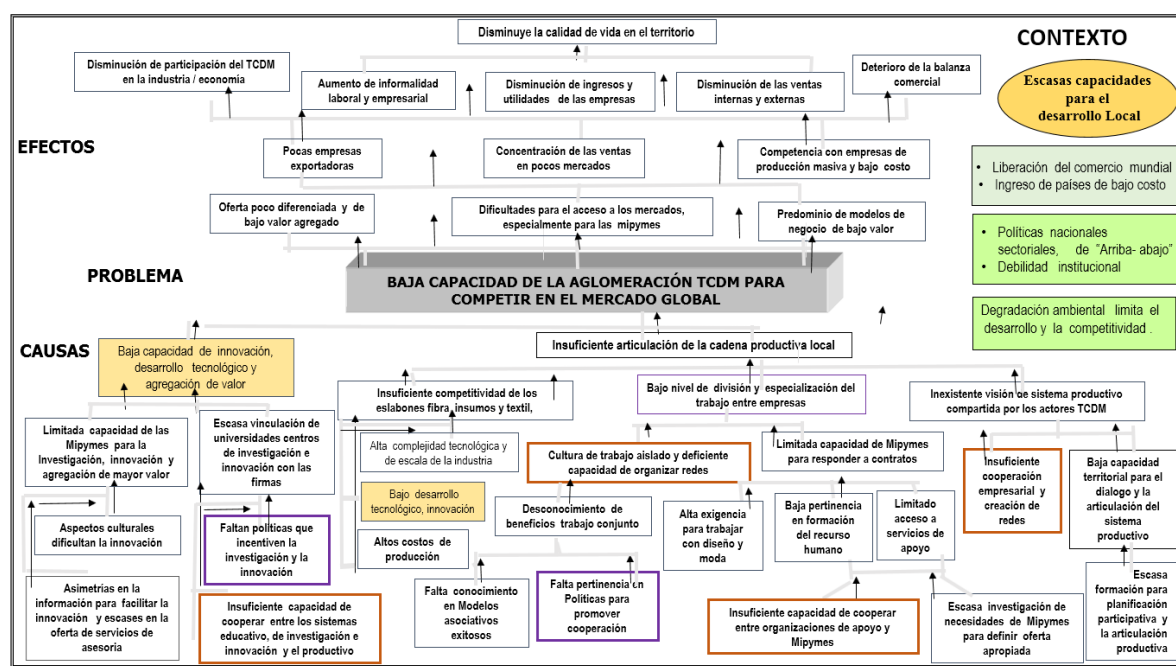 Disminuye la calidad de vida en el territorio
CONTEXTO
Disminución de participación del TCDM
en la industria / economía
Aumento de informalidad
laboral y empresarial
Disminución de ingresos y
utilidades de las empresas
Disminución de las ventas
internas y externas
Deterioro de la balanza
comercial
Escasas capacidades
para el
desarrollo Local
EFECTOS
Pocas empresas
exportadoras
Concentración de las ventas
en pocos mercados
Competencia con empresas de
producción masiva y bajo costo
• Liberación del comercio mundial
• Ingreso de países de bajo costo
Oferta poco diferenciada y de
bajo valor agregado
Dificultades para el acceso a los mercados,
especialmente para las mipymes
Predominio de modelos de
negocio de bajo valor
• Políticas nacionales
sectoriales, de "Arriba- abajo"
• Debilidad institucional
PROBLEMA
BAJA CAPACIDAD DE LA AGLOMERACIÓN TCDM PARA
COMPETIR EN EL MERCADO GLOBAL
Degradación ambiental limita el
desarrollo y la competitividad .
CAUSAS
Baja capacidad de innovación,
desarrollo tecnológico y
agregación de valor
Insuficiente articulación de la cadena productiva local
Insuficiente competitividad de los
eslabones fibra, insumos y textil,
Bajo nivel de división y especialización del
trabajo entre empresas
Inexistente visión de sistema productivo
compartida por los actores TCDM
Limitada capacidad de las
Mipymes para la
Investigación, innovación y
agregación de mayor valor
Escasa vinculación de
universidades centros
de investigación e
innovación con las
firmas
Alta complejidad tecnológica y
de escala de la industria
Cultura de trabajo aislado y deficiente
capacidad de organizar redes
Limitada capacidad de Mipymes
para responder a contratos
Insuficiente
cooperación
empresarial y
creación de
redes
Baja capacidad
territorial para el
dialogo y la
articulación del
sistema
productivo
Bajo desarrollo
tecnológico, innovación
Aspectos culturales
dificultan la innovación
Faltan políticas que
incentiven la
investigación y la
innovación
Altos costos de
producción
Desconocimiento de
beneficios trabajo conjunto
Alta exigencia
para trabajar
con diseño y
moda
Baja pertinencia
en formación
del recurso
humano
Limitado
acceso a
servicios de
apoyo
Asimetrías en la
información para facilitar la
innovación y escases en la
oferta de servicios de
asesoría
Insuficiente capacidad de
cooperar entre los sistemas
educativo, de investigación e
innovación y el productivo
Falta conocimiento
en Modelos
asociativos
exitosos
Falta pertinencia en
Políticas para
promover
cooperación
Insuficiente capacidad de cooperar
entre organizaciones de apoyo y
Mipymes
Escasa investigación de
necesidades de Mipymes
para definir oferta
apropiada
Escasa
formación para
planificación
participativa y
la articulación
productiva